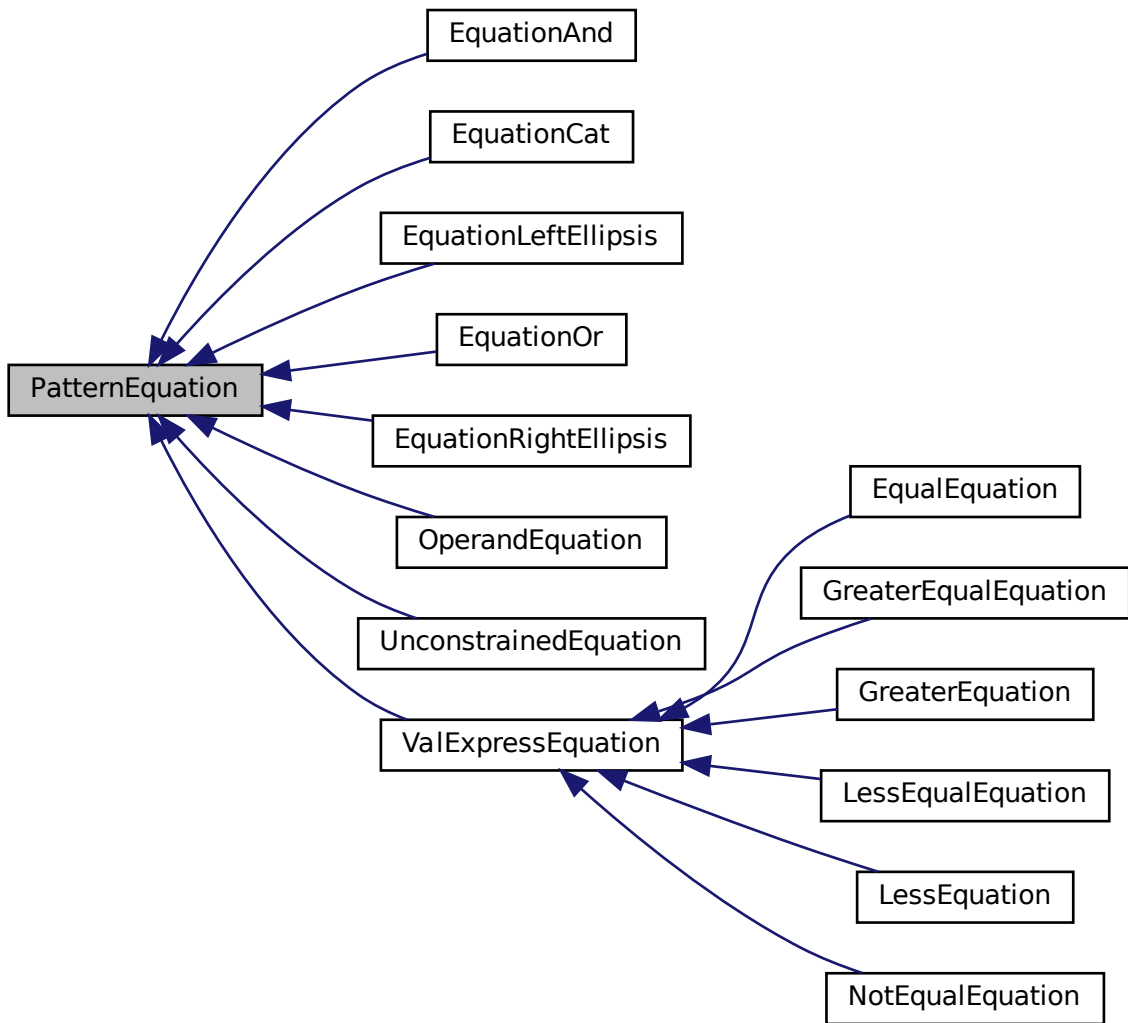 EquationAnd
EquationCat
EquationLeftEllipsis
EquationOr
PatternEquation
EquationRightEllipsis
EqualEquation
OperandEquation
GreaterEqualEquation
UnconstrainedEquation
GreaterEquation
ValExpressEquation
LessEqualEquation
LessEquation
NotEqualEquation